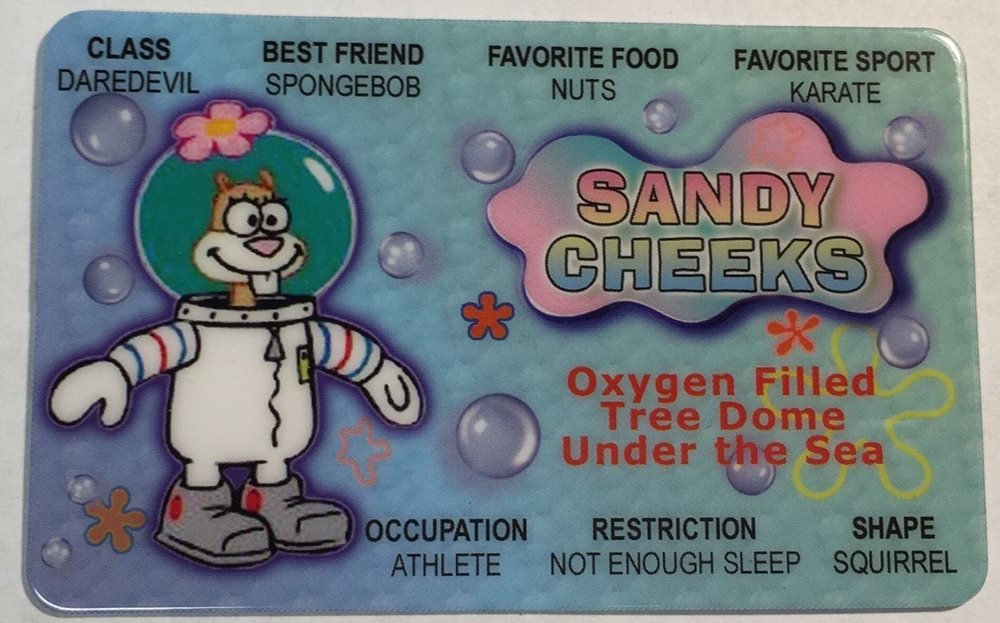 CLASS
DAREDEVIL
BEST FRIEND
SPONGEBOB
FAVORITE FOOD
NUTS
FAVORITE SPORT
KARATE
SANDY
CHEEKS
Oxygen Filled
Tree Dome
Under the Sea
OCCUPATION
ATHLETE
RESTRICTION
NOT ENOUGH SLEEP
SHAPE
SQUIRREL